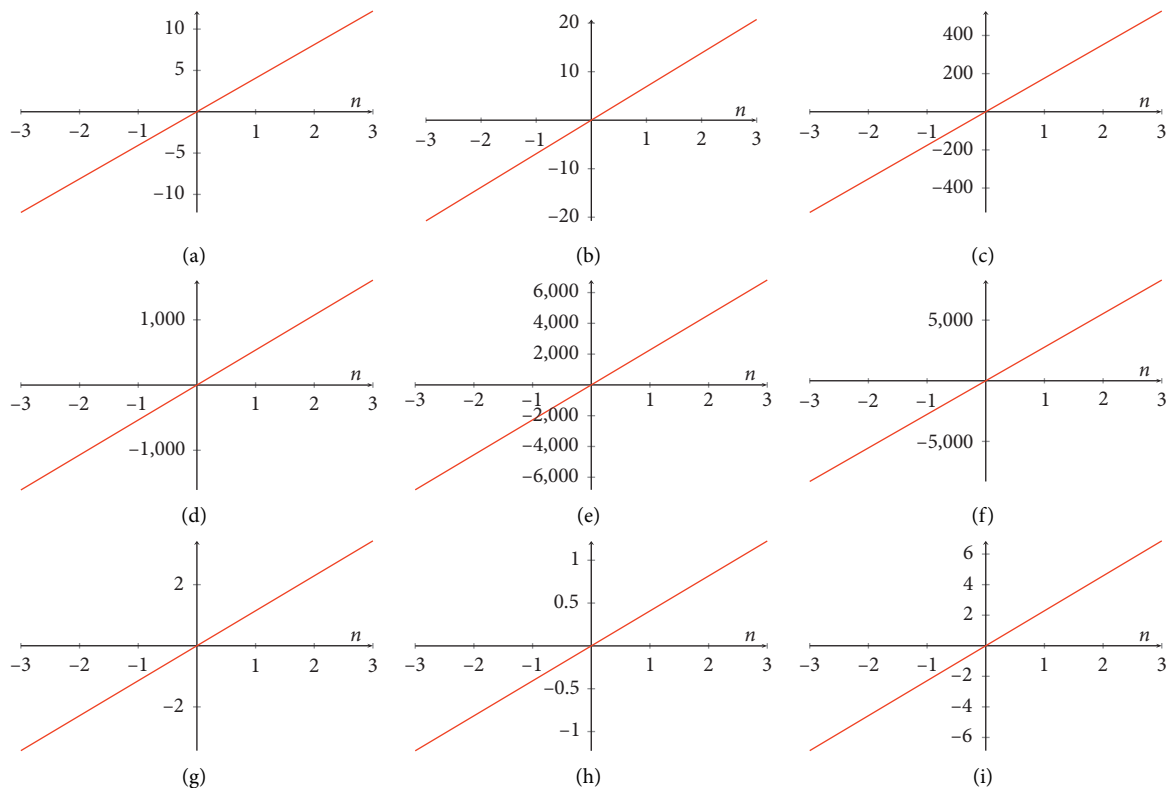 10
5
n
–3 –2 –1 1 2 3
–5
–10
(a)
20
10
n
–3 –2 –1 1 2 3
–10
–20
(b)
400
200
n
–3 –2 –1 1 2 3
–200
–400
(c)
1,000
n
–3 –2 –1 1 2 3
–1,000
(d)
6,000
4,000
2,000
n
–3 –2 –1 1 2 3
–2,000
–4,000
–6,000
(e)
5,000
n
–3 –2 –1 1 2 3
–5,000
(f)
2
n
–3 –2 –1 1 2 3
–2
(g)
1
0.5
n
–3 –2 –1 1 2 3
–0.5
–1
(h)
6
4
2
n
–3 –2 –1 1 2 3
–2
–4
–6
(i)